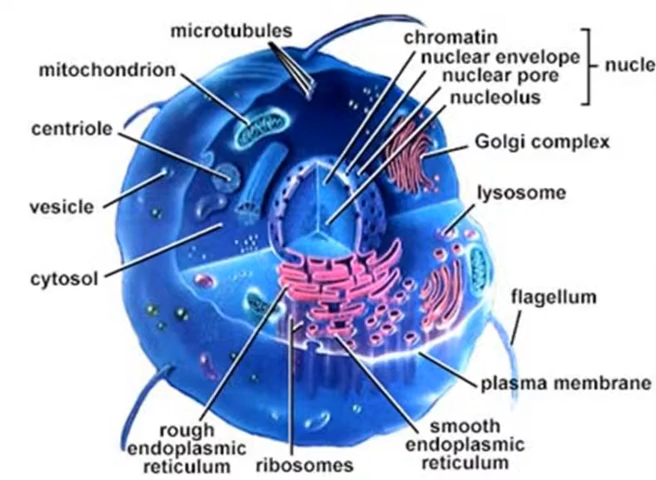 microtubules
mitochondrion
centriole
vesicle
cytosol
chromatin
nuclear envelope
nuclear pore
nucleolus
nucle
Golgi complex
lysosome
flagellum
plasma membrane
rough
endoplasmic
reticulum
ribosomes
smooth
endoplasmic
reticulum